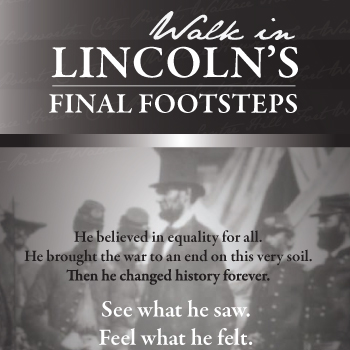 Walk in
LINCOLN'S
FINAL FOOTSTEPS
He believed in equality for all.
He brought the war to an end on this very soil.
Then he changed history forever.
See what he saw.
Feel what he felt.